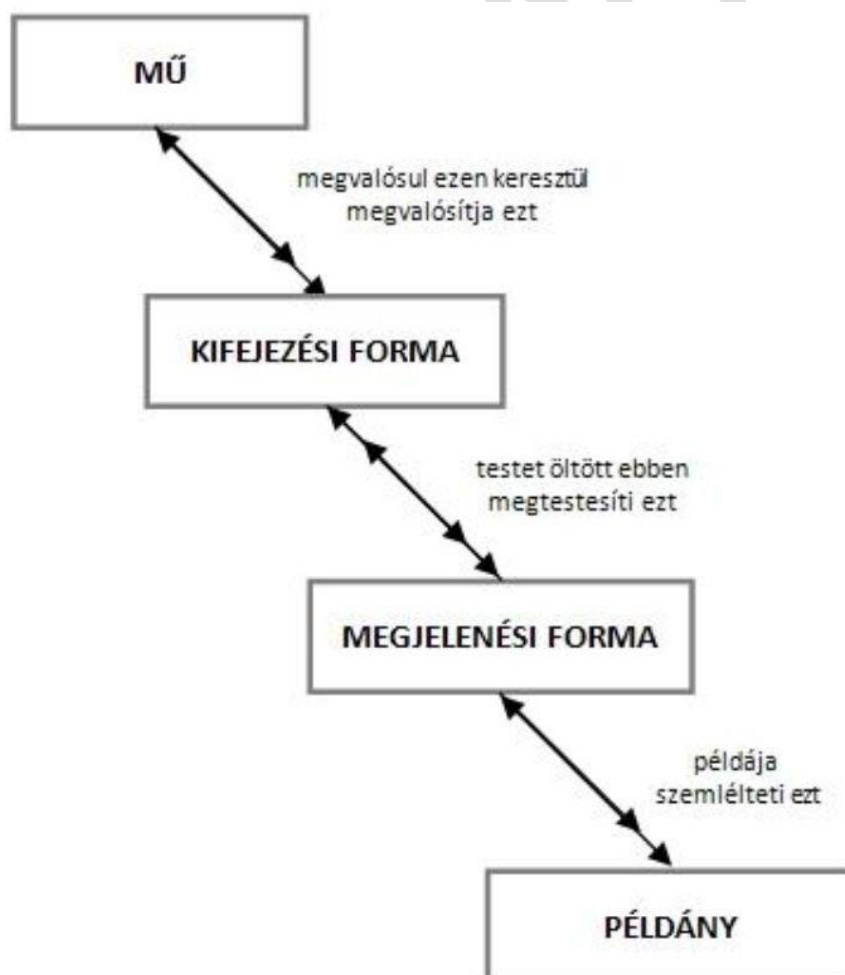 MŰ
megvalósul ezen keresztül
megvalósítja ezt
KIFEJEZÉSI FORMA
testet öltött ebben
megtestesíti ezt
MEGJELENÉSI FORMA
példája
szemlélteti ezt
PÉLDÁNY